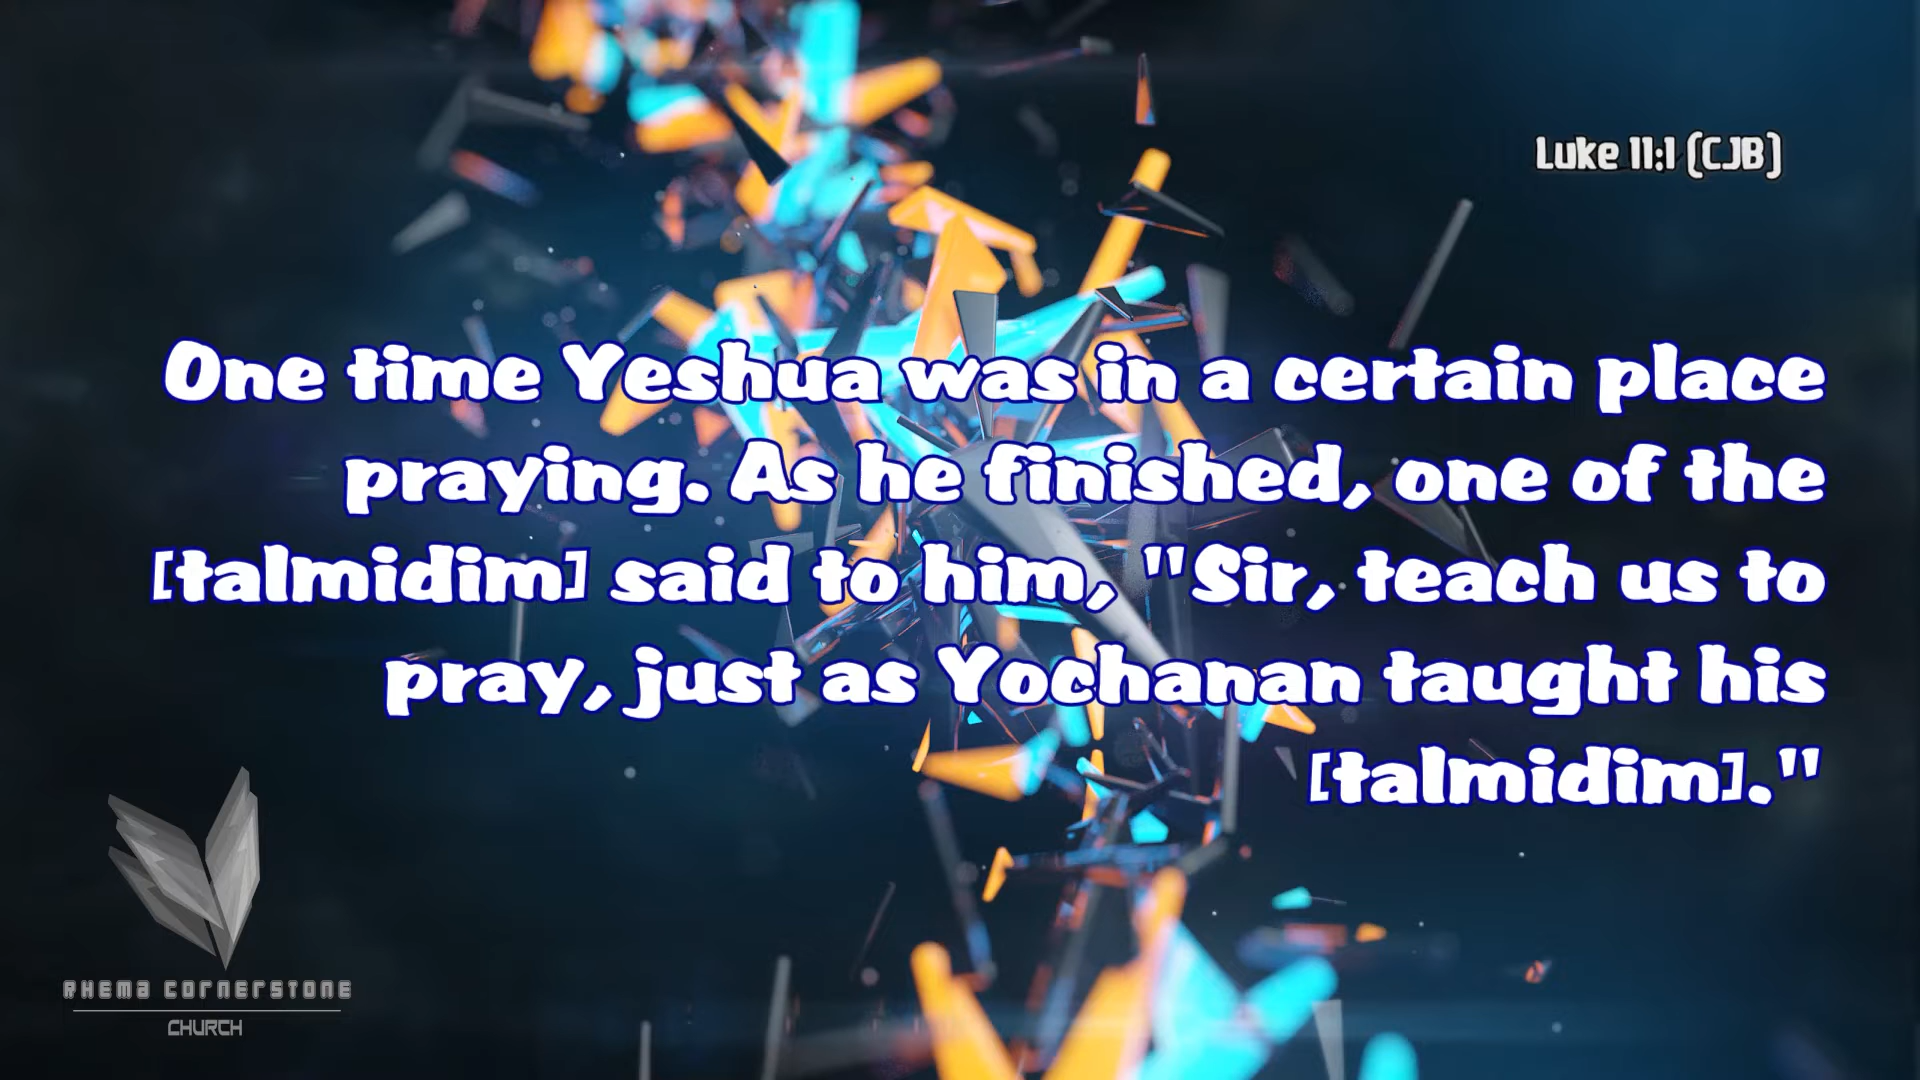 Luke 11:1 (CJB)
One time Yeshua was in a certain place
praying. As he finished, one of the
[talmidim] said to him, "Sir, teach us to
pray, just as Yochanan taught his
[talmidim]."
RHEMA CORNERSTONE
CHURCH